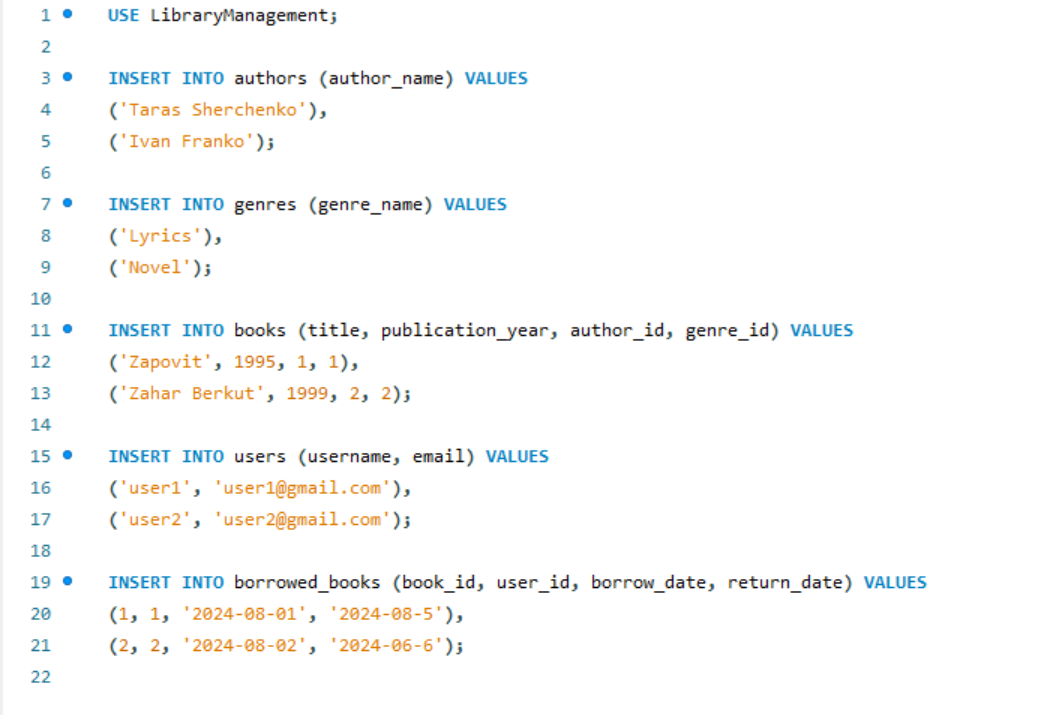 1 USE LibraryManagement;
2
3 INSERT INTO authors (author_name) VALUES
4 ('Taras Sherchenko'),
5 ('Ivan Franko');
6
7 INSERT INTO genres (genre_name) VALUES
8 ('Lyrics'),
9 ('Novel');
10
11 INSERT INTO books (title, publication_year, author_id, genre_id) VALUES
12 ('Zapovit', 1995, 1, 1),
13 ('Zahar Berkut', 1999, 2, 2);
14
15 INSERT INTO users (username, email) VALUES
16 ('user1', 'user1@gmail.com'),
17 ('user2', 'user2@gmail.com');
18
19 INSERT INTO borrowed_books (book_id, user_id, borrow_date, return_date) VALUES
20 (1, 1, '2024-08-01', '2024-08-5'),
21 (2, 2, '2024-08-02', '2024-06-6');
22